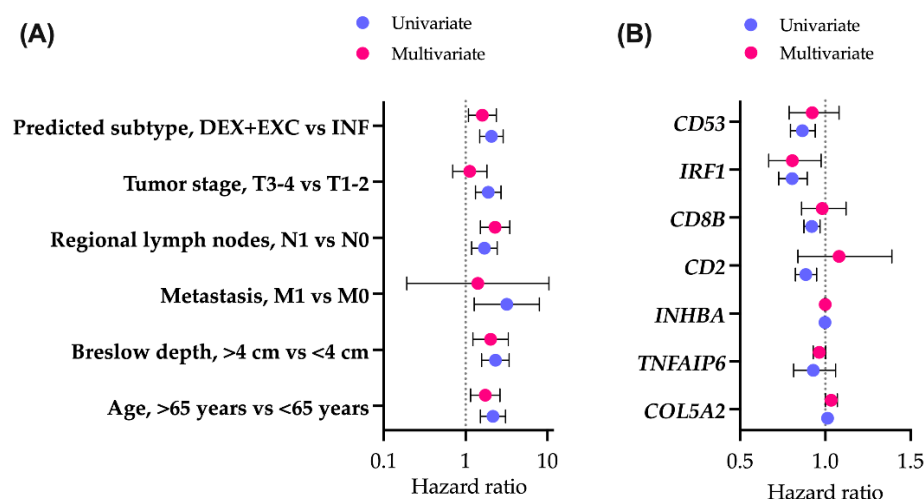 (A)
Univariate
Multivariate
Predicted subtype, DEX+EXC vs INF
Tumor stage, T3-4 vs T1-2
Regional lymph nodes, N1 vs N0
Metastasis, M1 vs M0
Breslow depth, >4 cm vs <4 cm
Age, >65 years vs <65 years
0.1 1 10
Hazard ratio
(B)
Univariate
Multivariate
CD53
IRF1
CD8B
CD2
INHBA
TNFAIP6
COL5A2
0.5 1.0 1.5
Hazard ratio